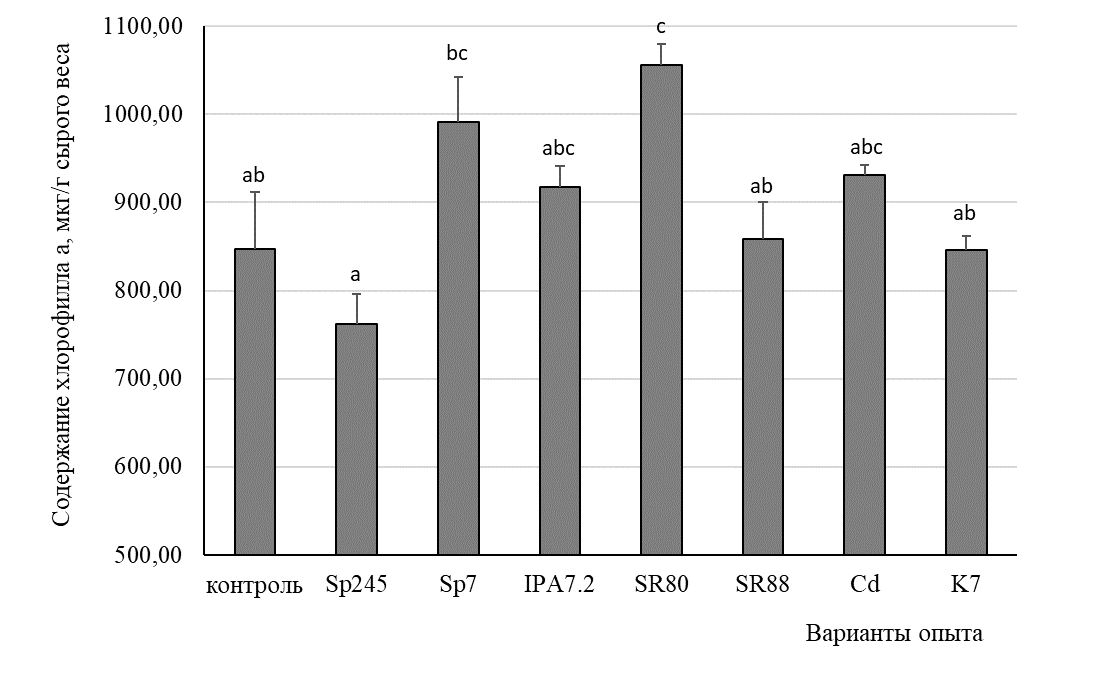 Содержание хлорофилла а, мкг/г сырого веса
1100,00
1000,00
900,00
800,00
700,00
600,00
500,00
ab
a
bc
abc
c
ab
abc
ab
контроль
Sp245
Sp7
IPA7.2
SR80
SR88
Cd
K7
Варианты опыта